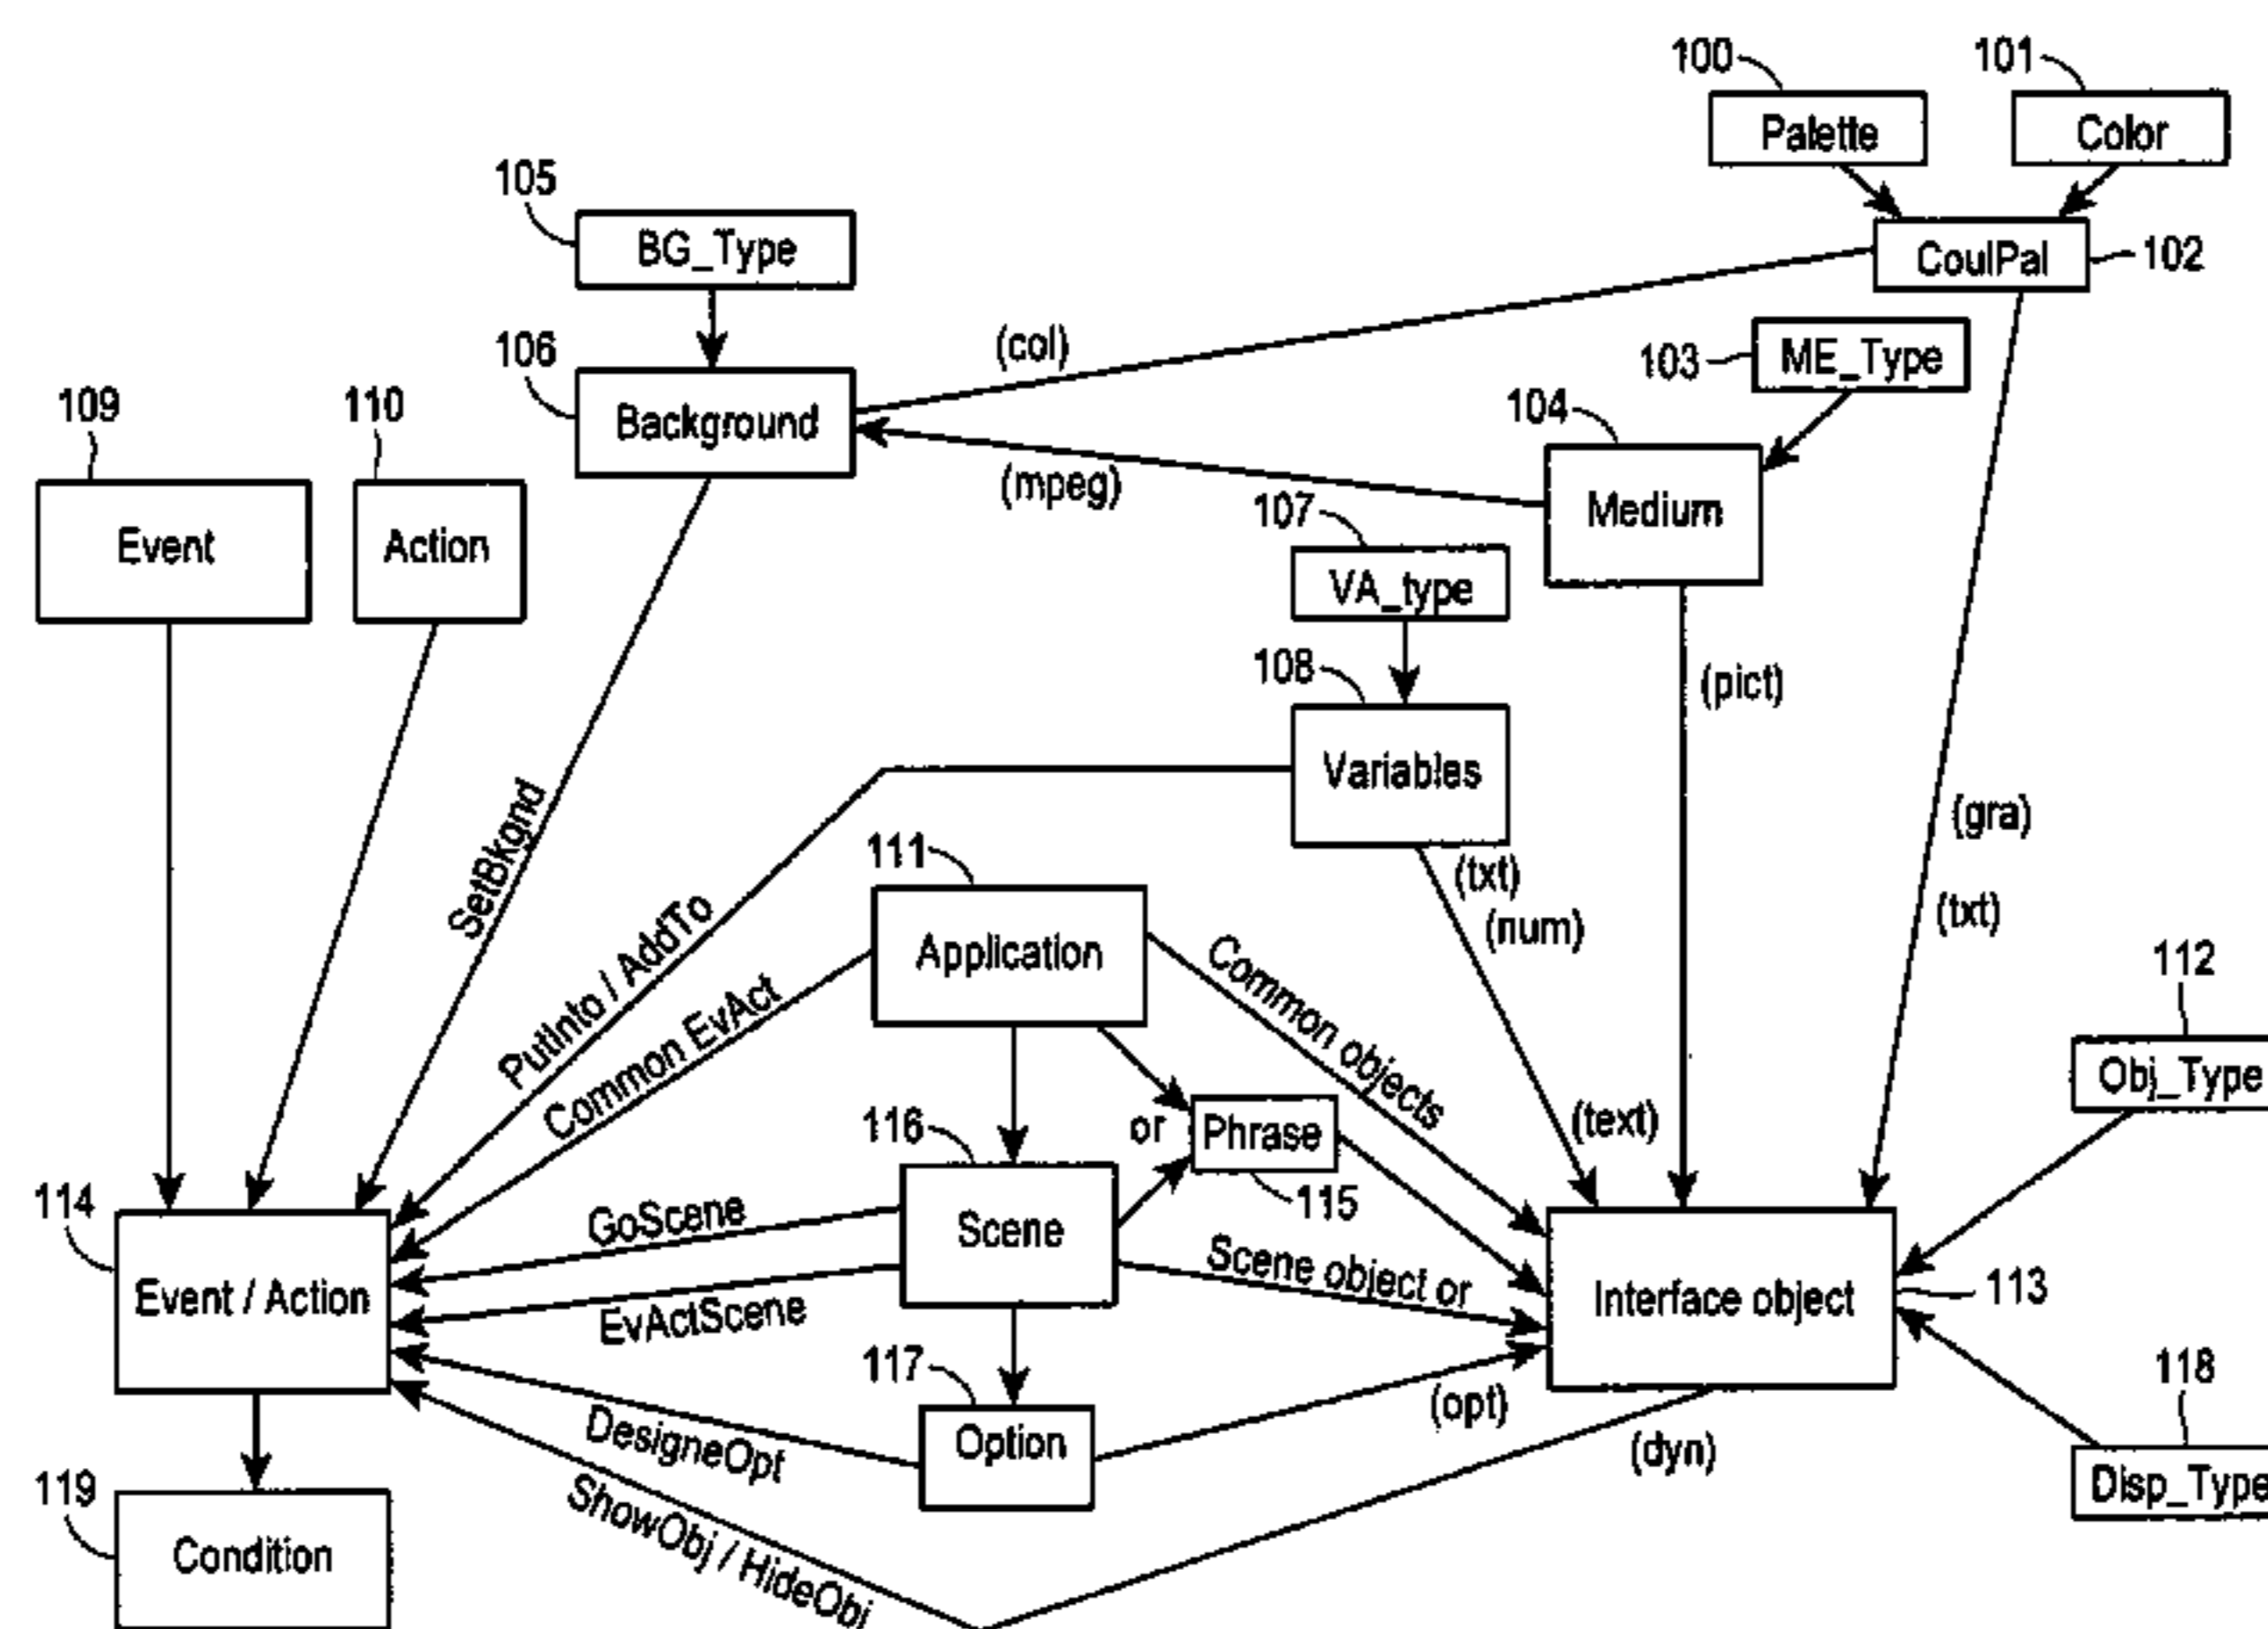 100
101
Palette
Color
105
BG_Type
CoulPal
102
106
(col)
103
ME_Type
109
110
Background
104
(mpeg)
107
Medium
Event
Action
VA_type
108
(pict)
Variables
SetBkgnd
111
(gra)
(txt)
(num)
(txt)
PutInto / AddTo
Application
Common objects
112
Common EvAct
Obj_Type
116
or
Phrase
(text)
114
115
GoScene
Scene
Scene object or
113
Event / Action
Interface object
EvActScene
117
118
(opt)
DesigneOpt
Option
(dyn)
119
Disp_Type
ShowObj / HideObj
Condition